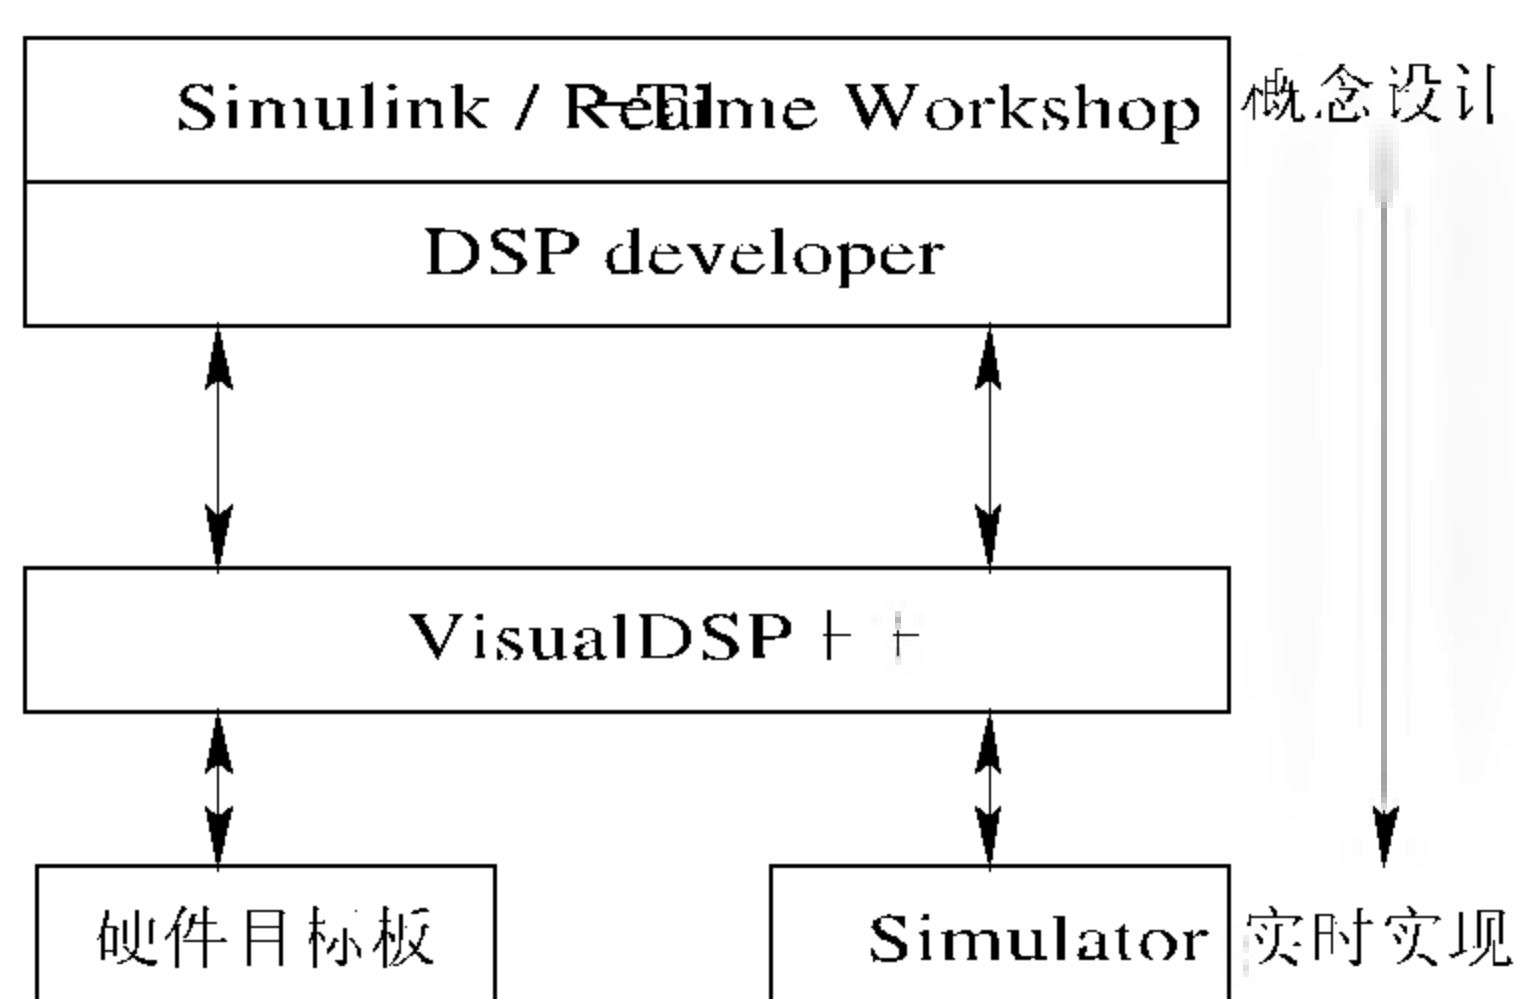 Simulink / Real-Time Workshop
概念设计
DSP developer
VisualDSP + +
硬件目标板
Simulator
实时实现